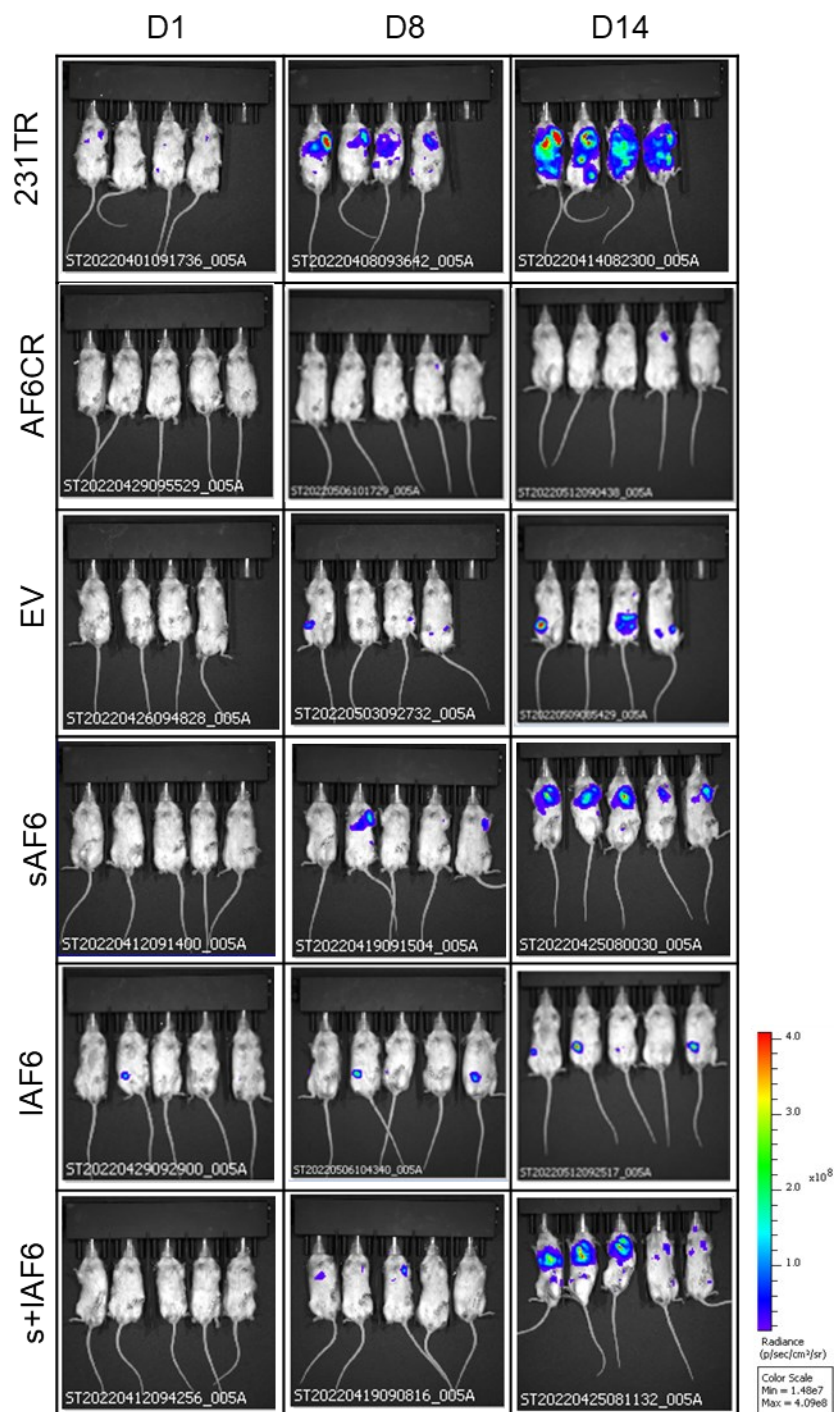 D1 D8 D14
231TR
ST20220401091736_005A ST20220408093642_005A ST20220414082300_005A
AF6CR
ST20220429095529_005A ST20220506101729_005A ST20220512090438_005A
EV
ST20220426094828_005A ST20220503092732_005A ST20220509085429_005A
sAF6
ST20220412091400_005A ST20220419091504_005A ST20220425080030_005A
lAF6
ST20220429092900_005A ST20220506104340_005A ST20220512092517_005A
s+lAF6
ST20220412094256_005A ST20220419090816_005A ST20220425081132_005A
4.0
3.0
2.0
x10⁸
1.0
Radiance
(p/sec/cm²/sr)
Color Scale
Min = 1.48e7
Max = 4.09e8